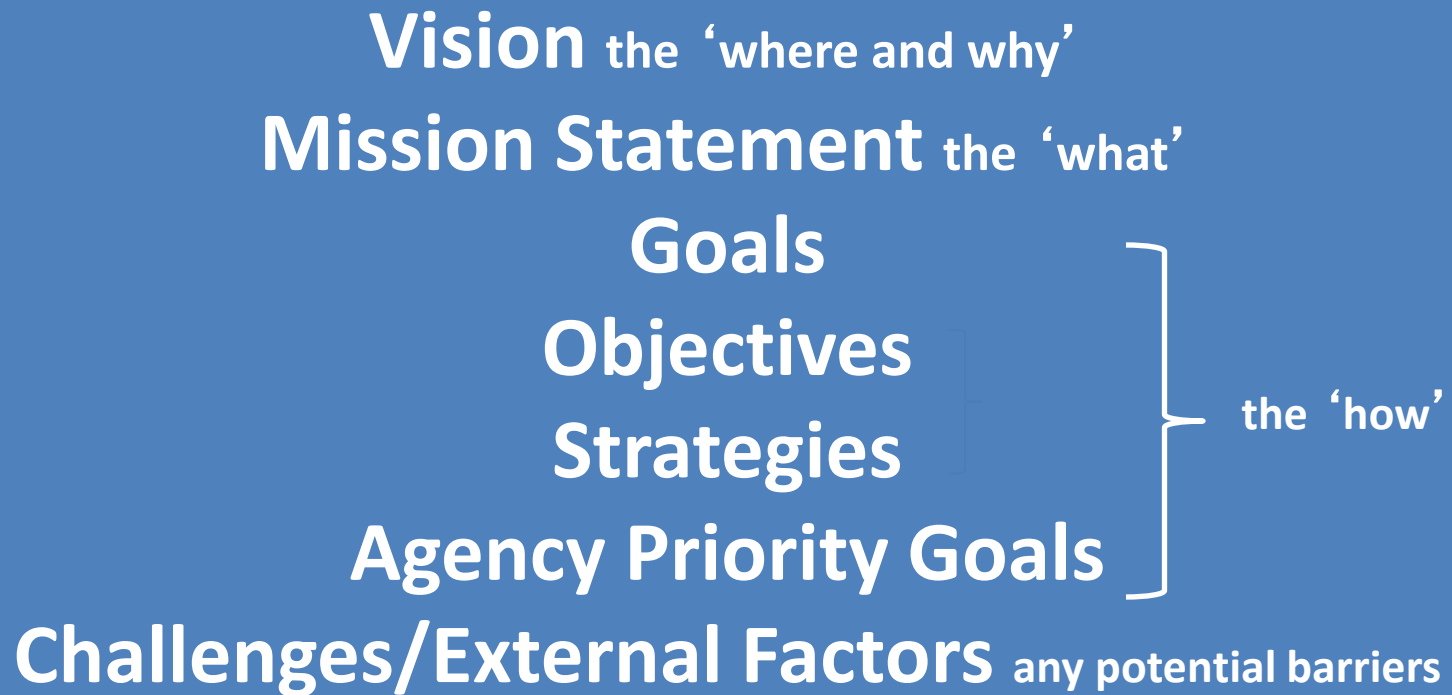 Vision the ‘where and why’
Mission Statement the ‘what’
Goals
Objectives
Strategies
Agency Priority Goals
the ‘how’
Challenges/External Factors any potential barriers